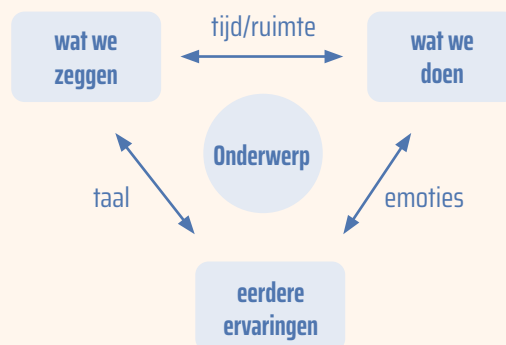 tijd/ruimte
wat we
zeggen
wat we
doen
Onderwerp
taal
emoties
eerdere
ervaringen